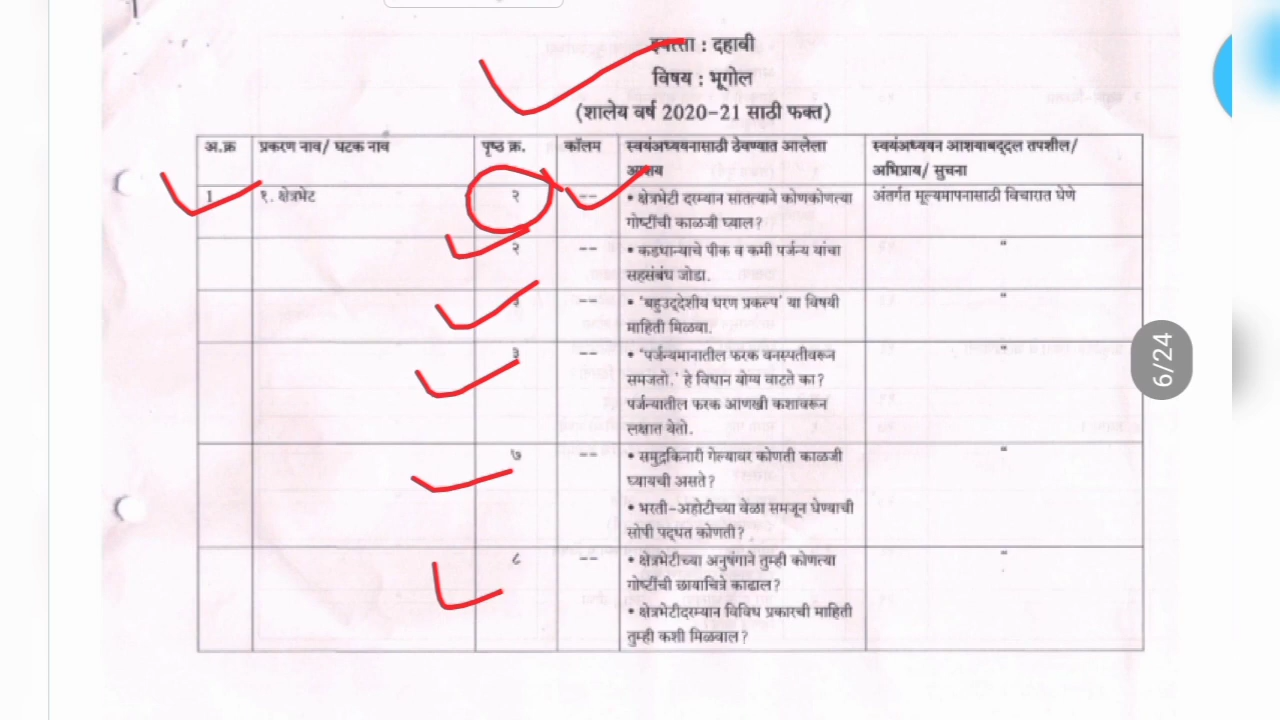 इयत्ता : दहावी
विषय : भूगोल
(शालेय वर्ष 2020-21 साठी फक्त)
अ.क्र प्रकरण नाव/ घटक नाव पृष्ठ क्र. कॉलम स्वयंअध्ययनासाठी ठेवण्यात आलेला स्वयंअध्ययन आशयाबद्दल तपशील/
आशय अभिप्राय/ सुचना
1 १. क्षेत्रभेट २ -- • क्षेत्रभेटी दरम्यान सातत्याने कोणकोणत्या अंतर्गत मूल्यमापनासाठी विचारात घेणे
गोष्टींची काळजी घ्याल?
२ -- • कडधान्याचे पीक व कमी पर्जन्य यांचा "
सहसंबंध जोडा.
-- • 'बहुउद्देशीय धरण प्रकल्प' या विषयी "
माहिती मिळवा.
३ -- • 'पर्जन्यमानातील फरक वनस्पतीवरून "
समजतो.' हे विधान योग्य वाटते का?
पर्जन्यातील फरक आणखी कशावरून
लक्षात येतो.
७ -- • समुद्रकिनारी गेल्यावर कोणती काळजी "
घ्यायची असते?
• भरती-अहोटीच्या वेळा समजून घेण्याची
सोपी पद्धत कोणती?
८ -- • क्षेत्रभेटीच्या अनुषंगाने तुम्ही कोणत्या "
गोष्टींची छायाचित्रे काढाल?
• क्षेत्रभेटीदरम्यान विविध प्रकारची माहिती
तुम्ही कशी मिळवाल?
6/24